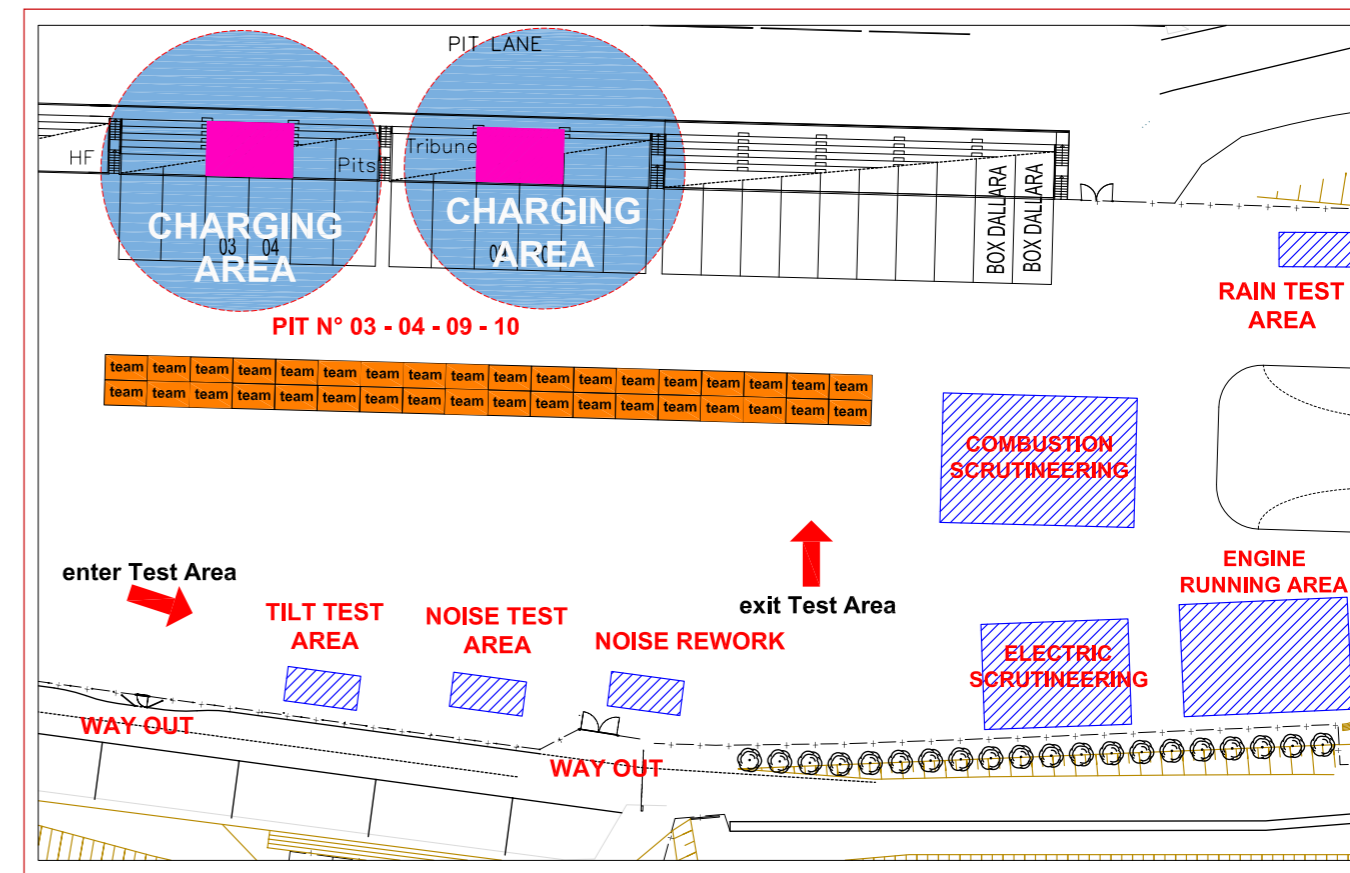 PIT LANE
HF
Pits
Tribune
CHARGING
AREA
03 04
CHARGING
AREA
BOX DALLARA
BOX DALLARA
RAIN TEST
AREA
PIT N° 03 - 04 - 09 - 10
team team team team team team team team team team team team team team team team team team
team team team team team team team team team team team team team team team team team team
COMBUSTION
SCRUTINEERING
enter Test Area
exit Test Area
TILT TEST
AREA
NOISE TEST
AREA
NOISE REWORK
ENGINE
RUNNING AREA
ELECTRIC
SCRUTINEERING
WAY OUT
WAY OUT